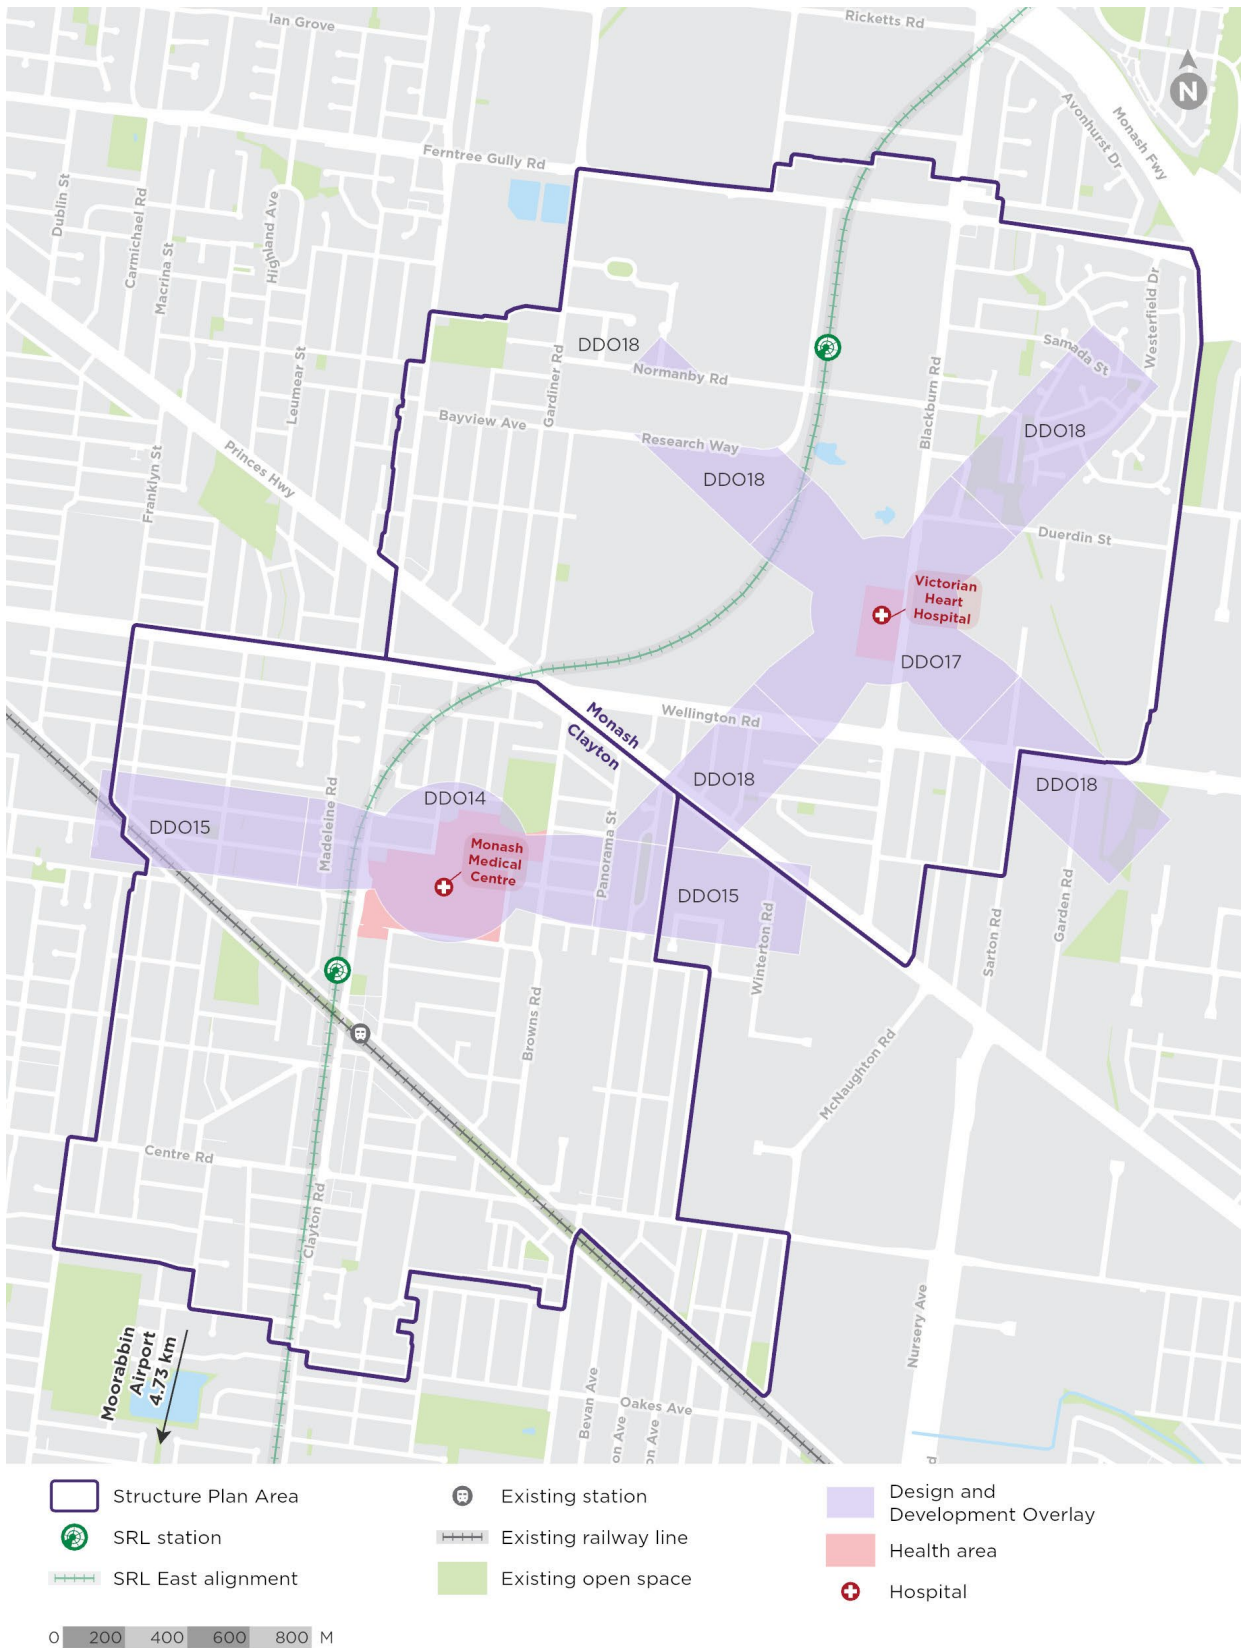 Ian Grove
Ricketts Rd
N
Avonhurst Dr
Monash Fwy
Ferntree Gully Rd
Dublin St
Carmichael Rd
Macrina St
Highland Ave
Westerfield Dr
Samada St
DDO18
Normanby Rd
Leumear St
Gardiner Rd
Blackburn Rd
Bayview Ave
Research Way
DDO18
DDO18
Franklyn St
Princes Hwy
Duerdin St
Victorian
Heart
Hospital
DDO17
Monash
Clayton
Wellington Rd
DDO18
DDO18
DDO14
DDO15
Madeleine Rd
Monash
Medical
Centre
Panorama St
DDO15
Winterton Rd
Garden Rd
Sarton Rd
Browns Rd
McNaughton Rd
Centre Rd
Clayton Rd
Nursery Ave
Moorabbin
Airport
4.73 km
Bevan Ave
Oakes Ave
on Ave
on Ave
d
Structure Plan Area
SRL station
SRL East alignment
Existing station
Existing railway line
Existing open space
Design and
Development Overlay
Health area
Hospital
0 200 400 600 800 M